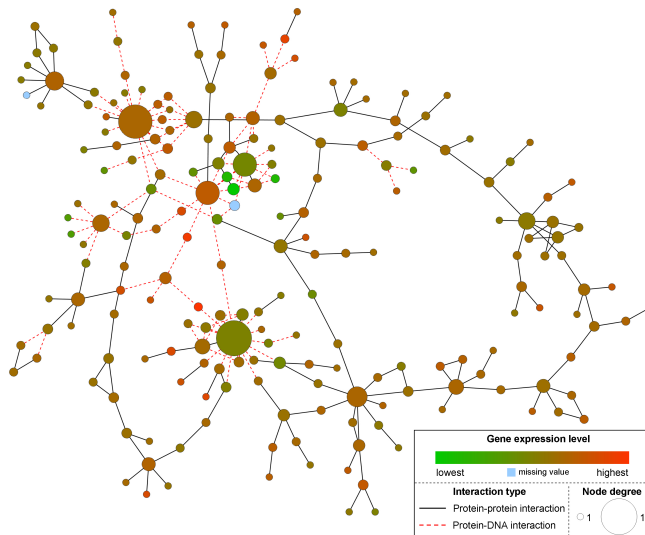 Gene expression level
lowest
missing value
highest
Interaction type
Protein-protein interaction
Protein-DNA interaction
Node degree
1